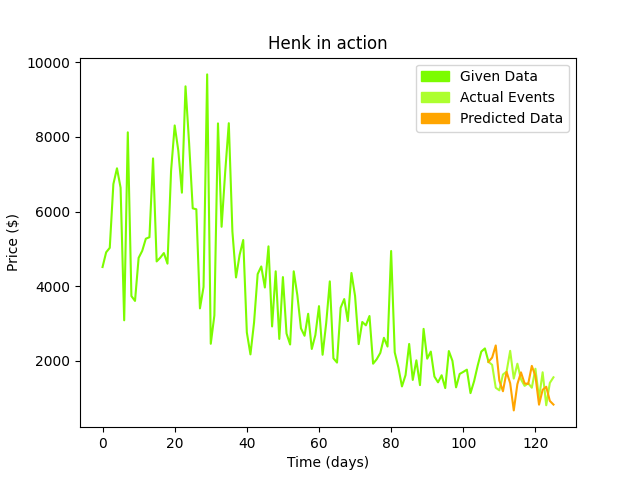 Henk in action
Given Data
Actual Events
Predicted Data
10000
8000
6000
4000
2000
Price ($)
0 20 40 60 80 100 120
Time (days)